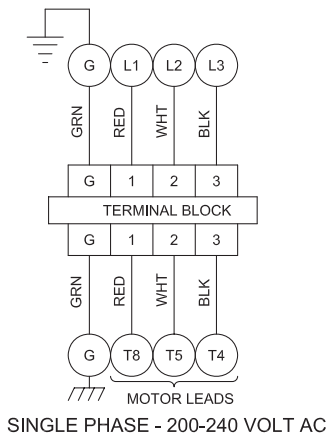 G L1 L2 L3
GRN RED WHT BLK
G 1 2 3
TERMINAL BLOCK
G 1 2 3
GRN RED WHT BLK
G T8 T5 T4
MOTOR LEADS
SINGLE PHASE - 200-240 VOLT AC